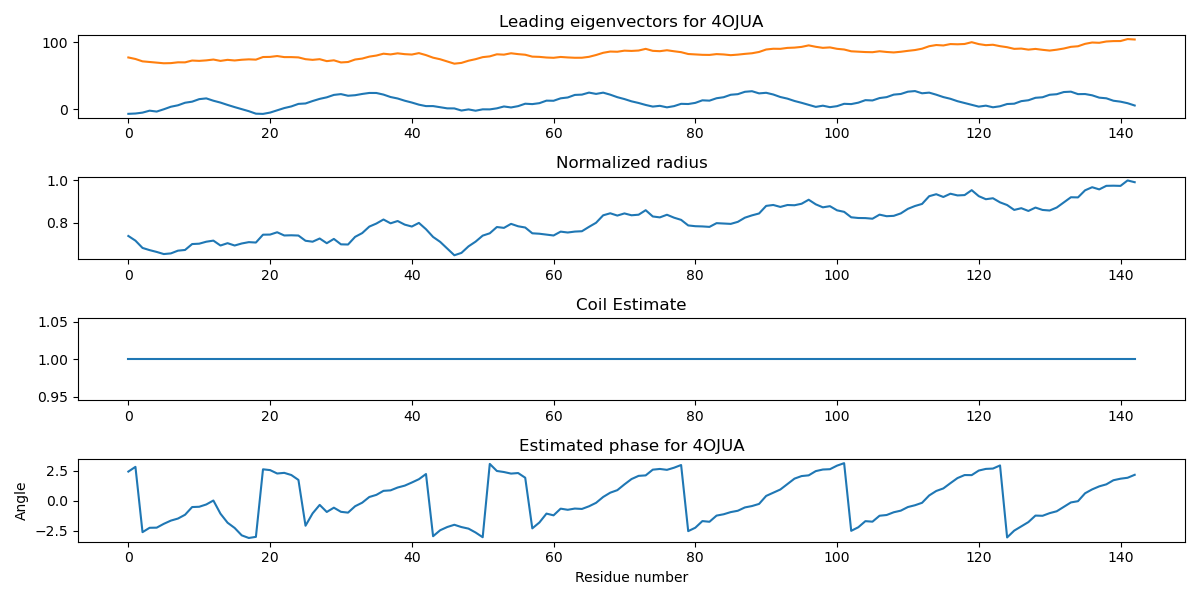 Leading eigenvectors for 4OJUA
100
0
0 20 40 60 80 100 120 140
Normalized radius
1.0
0.8
0 20 40 60 80 100 120 140
Coil Estimate
1.05
1.00
0.95
0 20 40 60 80 100 120 140
Estimated phase for 4OJUA
2.5
0.0
−2.5
Angle
0 20 40 60 80 100 120 140
Residue number